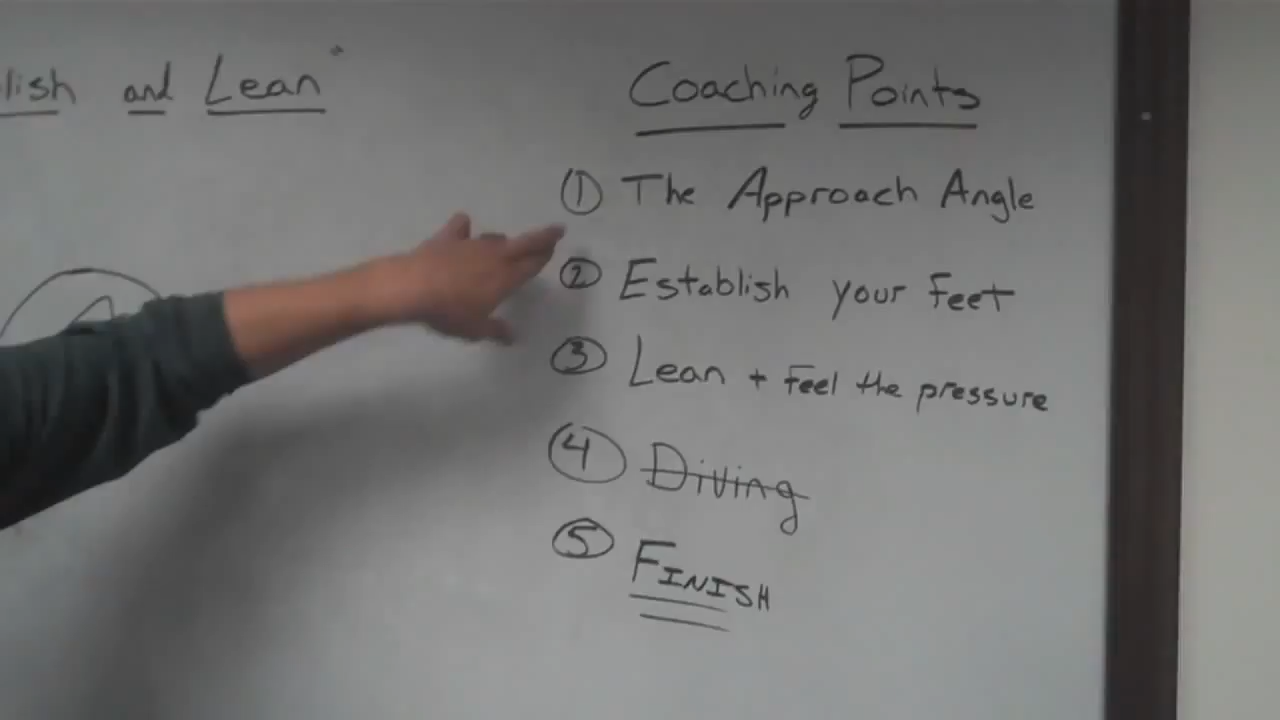 lish and Lean"
Coaching Points
① The Approach Angle
② Establish your Feet
③ Lean + Feel the pressure
④ Diving
⑤ FINISH